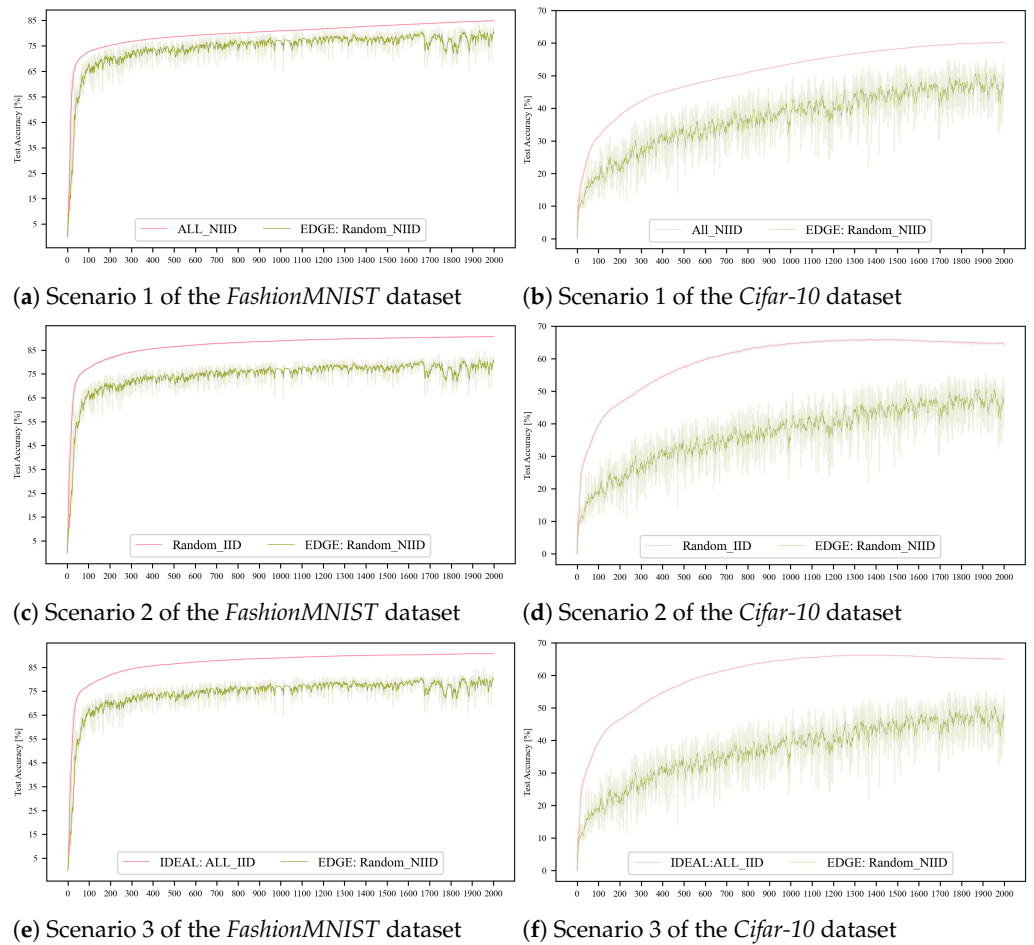 85
75
65
55
45
35
25
15
5
Test Accuracy [%]
ALL_NIID EDGE: Random_NIID
0 100 200 300 400 500 600 700 800 900 1000 1100 1200 1300 1400 1500 1600 1700 1800 1900 2000
(a) Scenario 1 of the FashionMNIST dataset
70
60
50
40
30
20
10
0
Test Accuracy [%]
All_NIID EDGE: Random_NIID
0 100 200 300 400 500 600 700 800 900 1000 1100 1200 1300 1400 1500 1600 1700 1800 1900 2000
(b) Scenario 1 of the Cifar-10 dataset
85
75
65
55
45
35
25
15
5
Test Accuracy [%]
Random_IID EDGE: Random_NIID
0 100 200 300 400 500 600 700 800 900 1000 1100 1200 1300 1400 1500 1600 1700 1800 1900 2000
(c) Scenario 2 of the FashionMNIST dataset
70
60
50
40
30
20
10
0
Test Accuracy [%]
Random_IID EDGE: Random_NIID
0 100 200 300 400 500 600 700 800 900 1000 1100 1200 1300 1400 1500 1600 1700 1800 1900 2000
(d) Scenario 2 of the Cifar-10 dataset
85
75
65
55
45
35
25
15
5
Test Accuracy [%]
IDEAL: ALL_IID EDGE: Random_NIID
0 100 200 300 400 500 600 700 800 900 1000 1100 1200 1300 1400 1500 1600 1700 1800 1900 2000
(e) Scenario 3 of the FashionMNIST dataset
70
60
50
40
30
20
10
0
Test Accuracy [%]
IDEAL:ALL_IID EDGE: Random_NIID
0 100 200 300 400 500 600 700 800 900 1000 1100 1200 1300 1400 1500 1600 1700 1800 1900 2000
(f) Scenario 3 of the Cifar-10 dataset